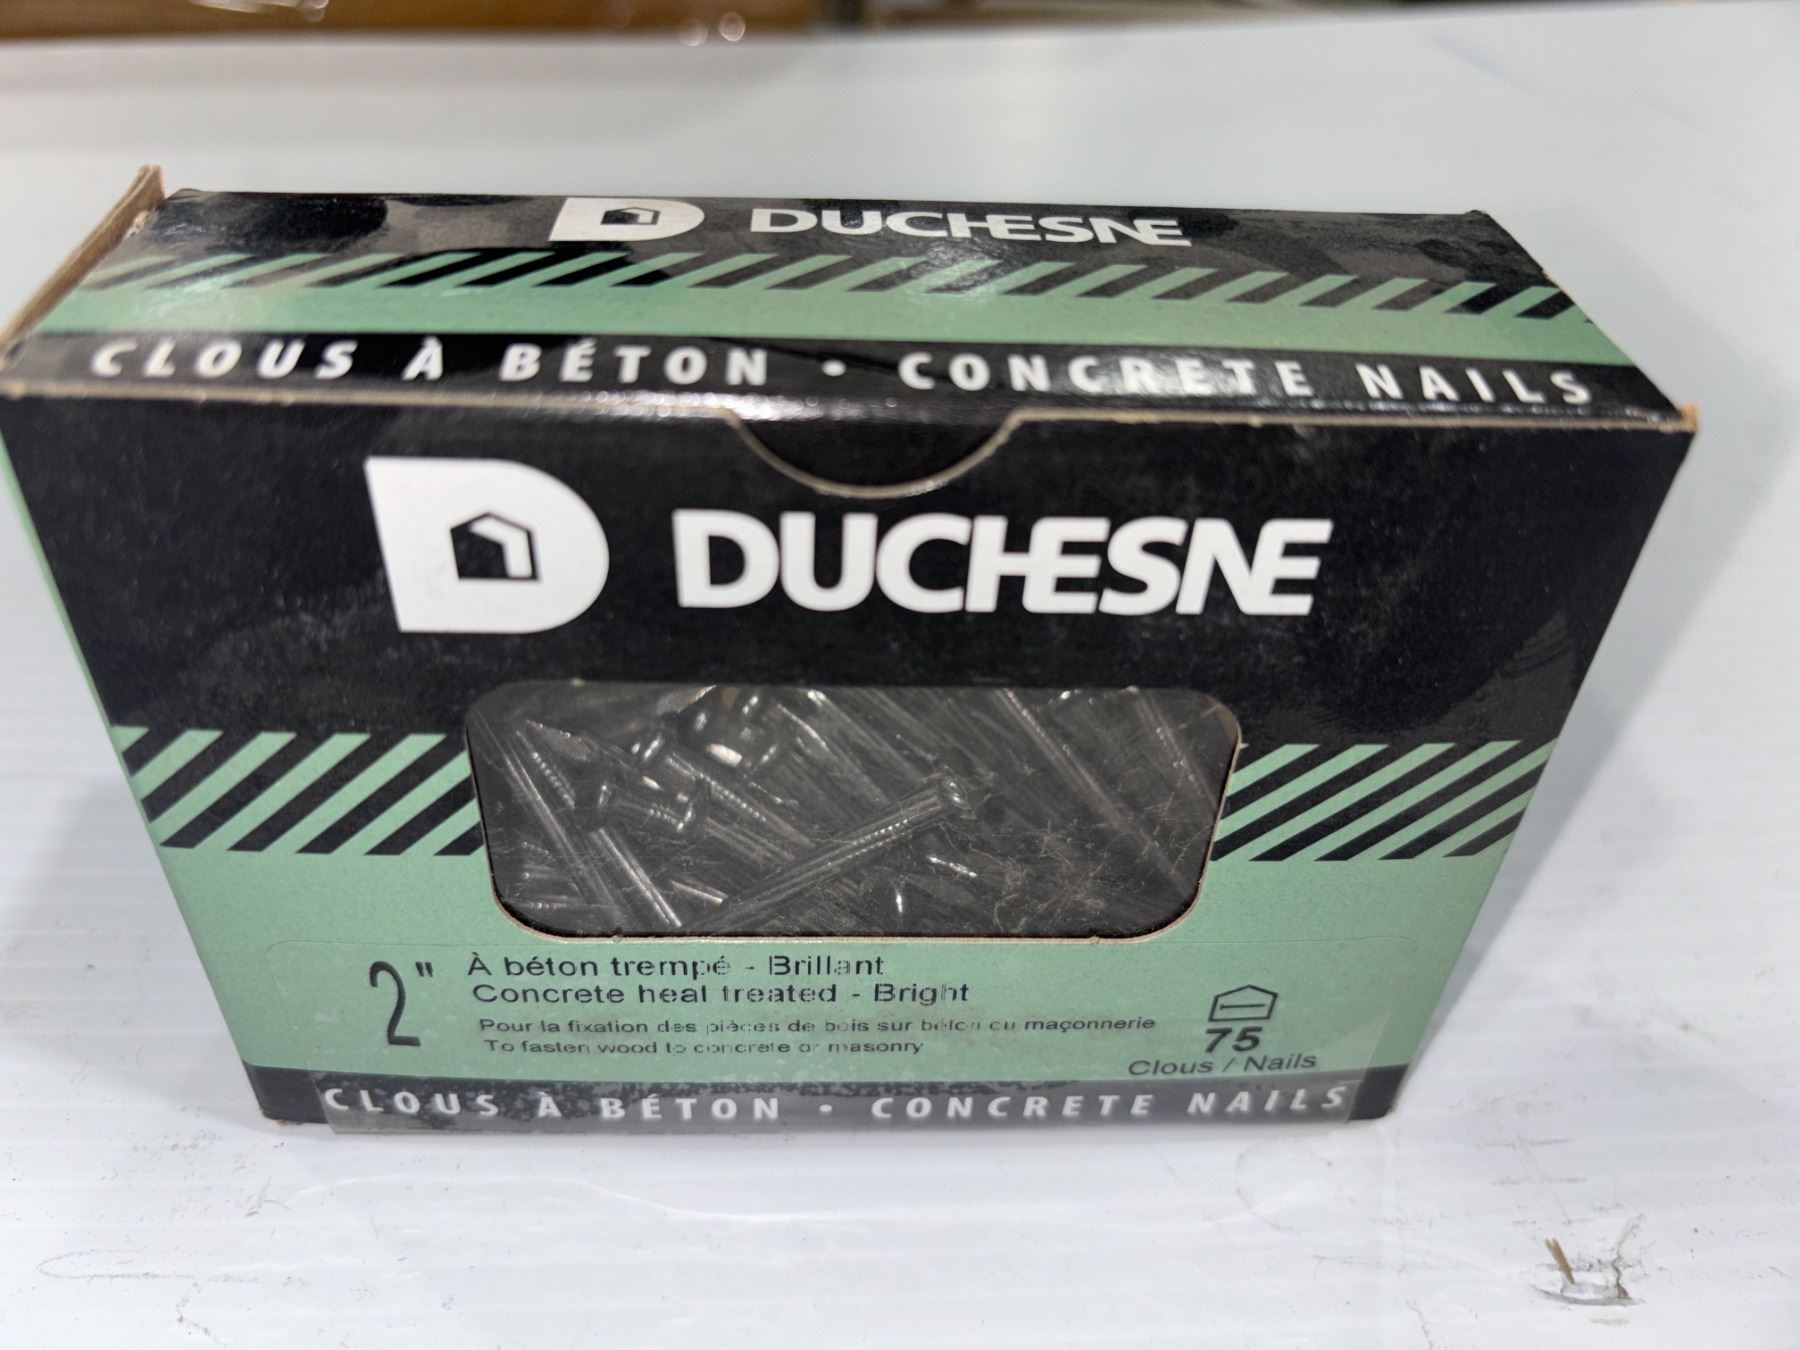 DUCHESNE
CLOUS À BÉTON • CONCRETE NAILS
DUCHESNE
2"
À béton trempé - Brillant
Concrete heat treated - Bright
Pour la fixation des pièces de bois sur béton ou maçonnerie
To fasten wood to concrete or masonry
75
Clous / Nails
CLOUS À BÉTON • CONCRETE NAILS